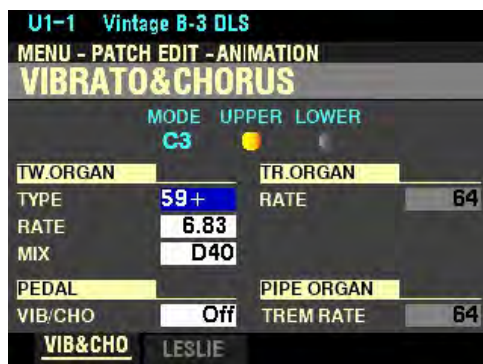 U1-1 Vintage B-3 DLS
MENU - PATCH EDIT - ANIMATION
VIBRATO&CHORUS
MODE UPPER LOWER
C3
TW.ORGAN TR.ORGAN
TYPE 59+ RATE 64
RATE 6.83
MIX D40
PEDAL PIPE ORGAN
VIB/CHO Off TREM RATE 64
VIB&CHO LESLIE